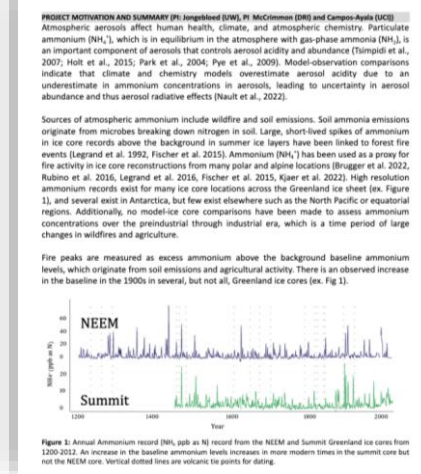 PROJECT MOTIVATION AND SUMMARY (PI: Jongebloed (UW), PI McCrimmon (DRI) and Campos-Ayala (UCI))
Atmospheric aerosols affect human health, climate, and atmospheric chemistry. Particulate
ammonium (NH₄⁺), which is in equilibrium in the atmosphere with gas-phase ammonia (NH₃), is
an important component of aerosols that controls aerosol acidity and abundance (Tsimpidi et al.,
2007; Holt et al., 2015; Park et al., 2004; Pye et al., 2009). Model-observation comparisons
indicate that climate and chemistry models overestimate aerosol acidity due to an
underestimate in ammonium concentrations in aerosols, leading to uncertainty in aerosol
abundance and thus aerosol radiative effects (Nault et al., 2022).
Sources of atmospheric ammonium include wildfire and soil emissions. Soil ammonia emissions
originate from microbes breaking down nitrogen in soil. Large, short-lived spikes of ammonium
in ice core records above the background in summer ice layers have been linked to forest fire
events (Legrand et al. 1992, Fischer et al. 2015). Ammonium (NH₄⁺) has been used as a proxy for
fire activity in ice core reconstructions from many polar and alpine locations (Brugger et al. 2022,
Rubino et al. 2016, Legrand et al. 2016, Fischer et al. 2015, Kjaer et al. 2022). High resolution
ammonium records exist for many ice core locations across the Greenland ice sheet (ex. Figure
1), and several exist in Antarctica, but few exist elsewhere such as the North Pacific or equatorial
regions. Additionally, no model-ice core comparisons have been made to assess ammonium
concentrations over the preindustrial through industrial era, which is a time period of large
changes in wildfires and agriculture.
Fire peaks are measured as excess ammonium above the background baseline ammonium
levels, which originate from soil emissions and agricultural activity. There is an observed increase
in the baseline in the 1900s in several, but not all, Greenland ice cores (ex. Fig 1).
NEEM
Summit
1200 1400 1600 1800 2000
Year
Figure 1: Annual Ammonium record (NH₄, ppb as N) record from the NEEM and Summit Greenland ice cores from
1200-2012. An increase in the baseline ammonium levels increases in more modern times in the summit core but
not the NEEM core. Vertical dotted lines are volcanic tie points for dating.